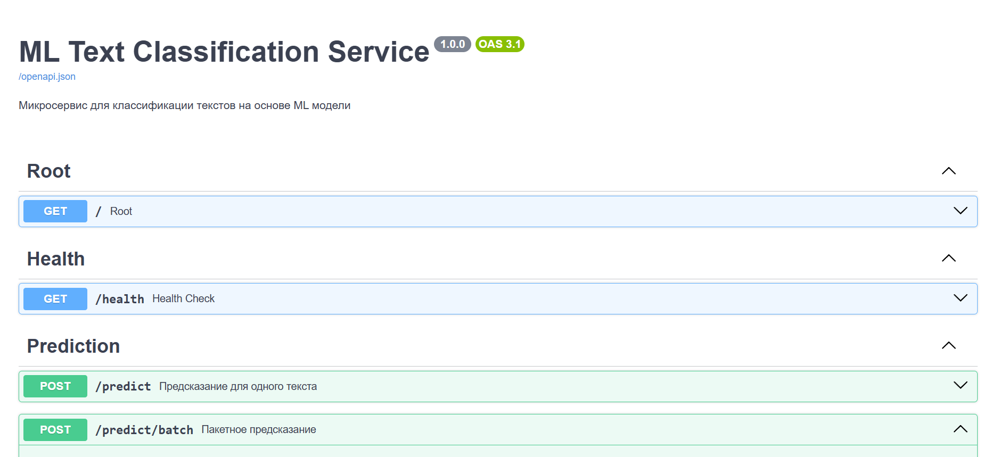 ML Text Classification Service 1.0.0 OAS 3.1
/openapi.json
Микросервис для классификации текстов на основе ML модели
Root
GET / Root
Health
GET /health Health Check
Prediction
POST /predict Предсказание для одного текста
POST /predict/batch Пакетное предсказание